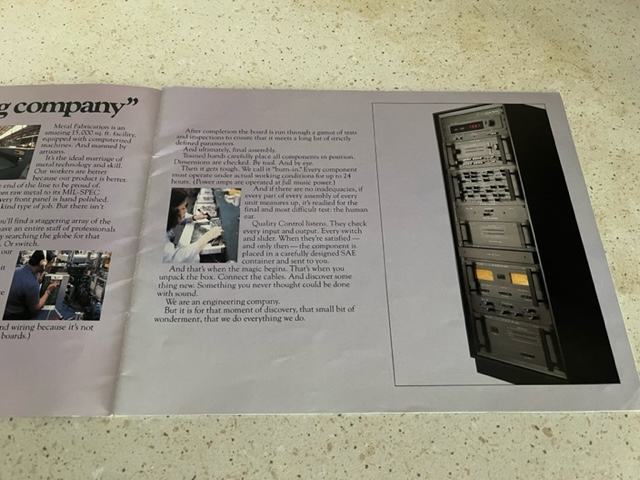 g company”
Metal Fabrication is an
amazing 15,000 sq. ft. facility,
equipped with computerized
machines. And manned by
artisans.
It's the ideal marriage of
metal technology and skill.
Our workers are better
because our product is better.
end of the line to be proud of.
raw metal to its MIL-SPEC
very front panel is hand polished.
kind type of job. But there isn't
ou'll find a staggering array of the
have an entire staff of professionals
searching the globe for that
. Or switch.
our
it
nd wiring because it's not
boards.)
After completion the board is run through a gamut of tests
and inspections to ensure that it meets a long list of strictly
defined parameters.
And ultimately, final assembly.
Trained hands carefully place all components in position.
Dimensions are checked. By tool. And by eye.
Then it gets tough. We call it "burn-in." Every component
must operate under actual working conditions for up to 24
hours. (Power amps are operated at full music power.)
And if there are no inadequacies, if
every part of every assembly of every
unit measures up, it's readied for the
final and most difficult test: the human
ear.
Quality Control listens. They check
every input and output. Every switch
and slider. When they're satisfied —
and only then — the component is
placed in a carefully designed SAE
container and sent to you.
And that's when the magic begins. That's when you
unpack the box. Connect the cables. And discover some
thing new. Something you never thought could be done
with sound.
We are an engineering company.
But it is for that moment of discovery, that small bit of
wonderment, that we do everything we do.